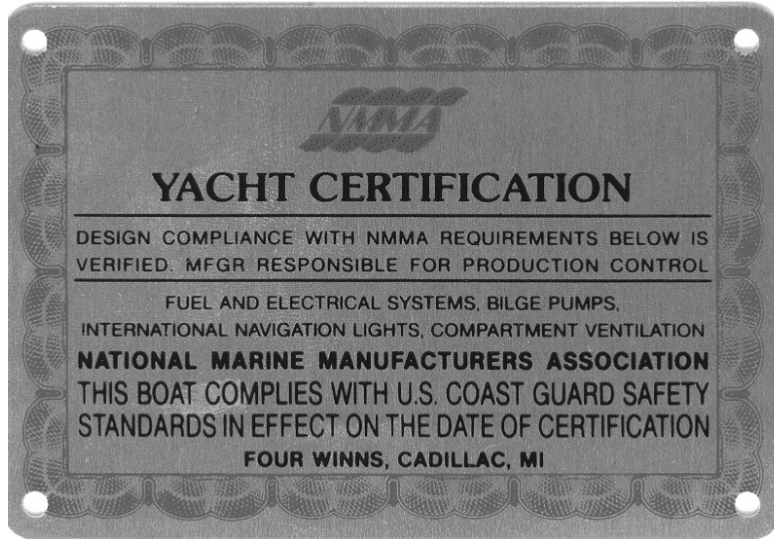 NMMA
YACHT CERTIFICATION
DESIGN COMPLIANCE WITH NMMA REQUIREMENTS BELOW IS
VERIFIED. MFGR RESPONSIBLE FOR PRODUCTION CONTROL
FUEL AND ELECTRICAL SYSTEMS, BILGE PUMPS,
INTERNATIONAL NAVIGATION LIGHTS, COMPARTMENT VENTILATION
NATIONAL MARINE MANUFACTURERS ASSOCIATION
THIS BOAT COMPLIES WITH U.S. COAST GUARD SAFETY
STANDARDS IN EFFECT ON THE DATE OF CERTIFICATION
FOUR WINNS, CADILLAC, MI